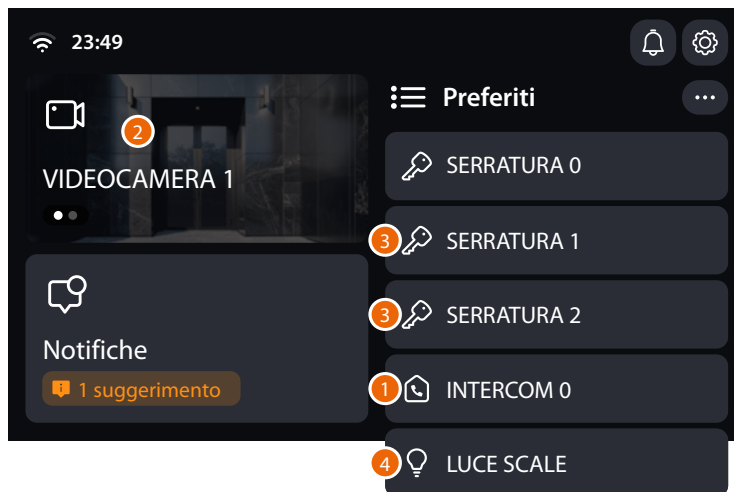 23:49
2
VIDEOCAMERA 1
Notifiche
1 suggerimento
Preferiti
SERRATURA 0
3 SERRATURA 1
3 SERRATURA 2
1 INTERCOM 0
4 LUCE SCALE